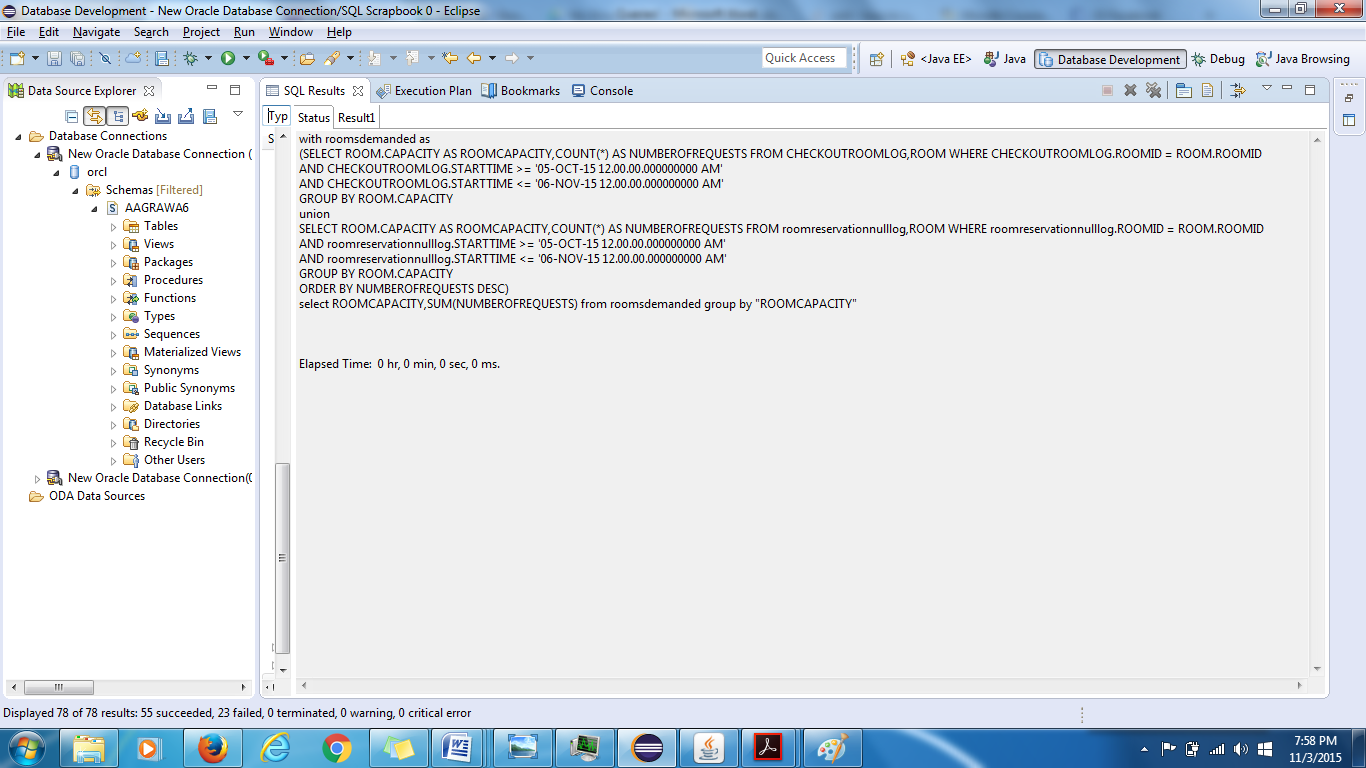 Database Development - New Oracle Database Connection/SQL Scrapbook 0 - Eclipse
File Edit Navigate Search Project Run Window Help
Quick Access
<Java EE> Java Database Development Debug Java Browsing
Data Source Explorer
Database Connections
New Oracle Database Connection (
orcl
Schemas [Filtered]
AAGRAWA6
Tables
Views
Packages
Procedures
Functions
Types
Sequences
Materialized Views
Synonyms
Public Synonyms
Database Links
Directories
Recycle Bin
Other Users
New Oracle Database Connection(
ODA Data Sources
SQL Results Execution Plan Bookmarks Console
Typ
S
Status Result1
with roomsdemanded as
(SELECT ROOM.CAPACITY AS ROOMCAPACITY,COUNT(*) AS NUMBEROFREQUESTS FROM CHECKOUTROOMLOG,ROOM WHERE CHECKOUTROOMLOG.ROOMID = ROOM.ROOMID
AND CHECKOUTROOMLOG.STARTTIME >= '05-OCT-15 12.00.00.000000000 AM'
AND CHECKOUTROOMLOG.STARTTIME <= '06-NOV-15 12.00.00.000000000 AM'
GROUP BY ROOM.CAPACITY
union
SELECT ROOM.CAPACITY AS ROOMCAPACITY,COUNT(*) AS NUMBEROFREQUESTS FROM roomreservationnulllog,ROOM WHERE roomreservationnulllog.ROOMID = ROOM.ROOMID
AND roomreservationnulllog.STARTTIME >= '05-OCT-15 12.00.00.000000000 AM'
AND roomreservationnulllog.STARTTIME <= '06-NOV-15 12.00.00.000000000 AM'
GROUP BY ROOM.CAPACITY
ORDER BY NUMBEROFREQUESTS DESC)
select ROOMCAPACITY,SUM(NUMBEROFREQUESTS) from roomsdemanded group by "ROOMCAPACITY"
Elapsed Time: 0 hr, 0 min, 0 sec, 0 ms.
Displayed 78 of 78 results: 55 succeeded, 23 failed, 0 terminated, 0 warning, 0 critical error
7:58 PM
11/3/2015